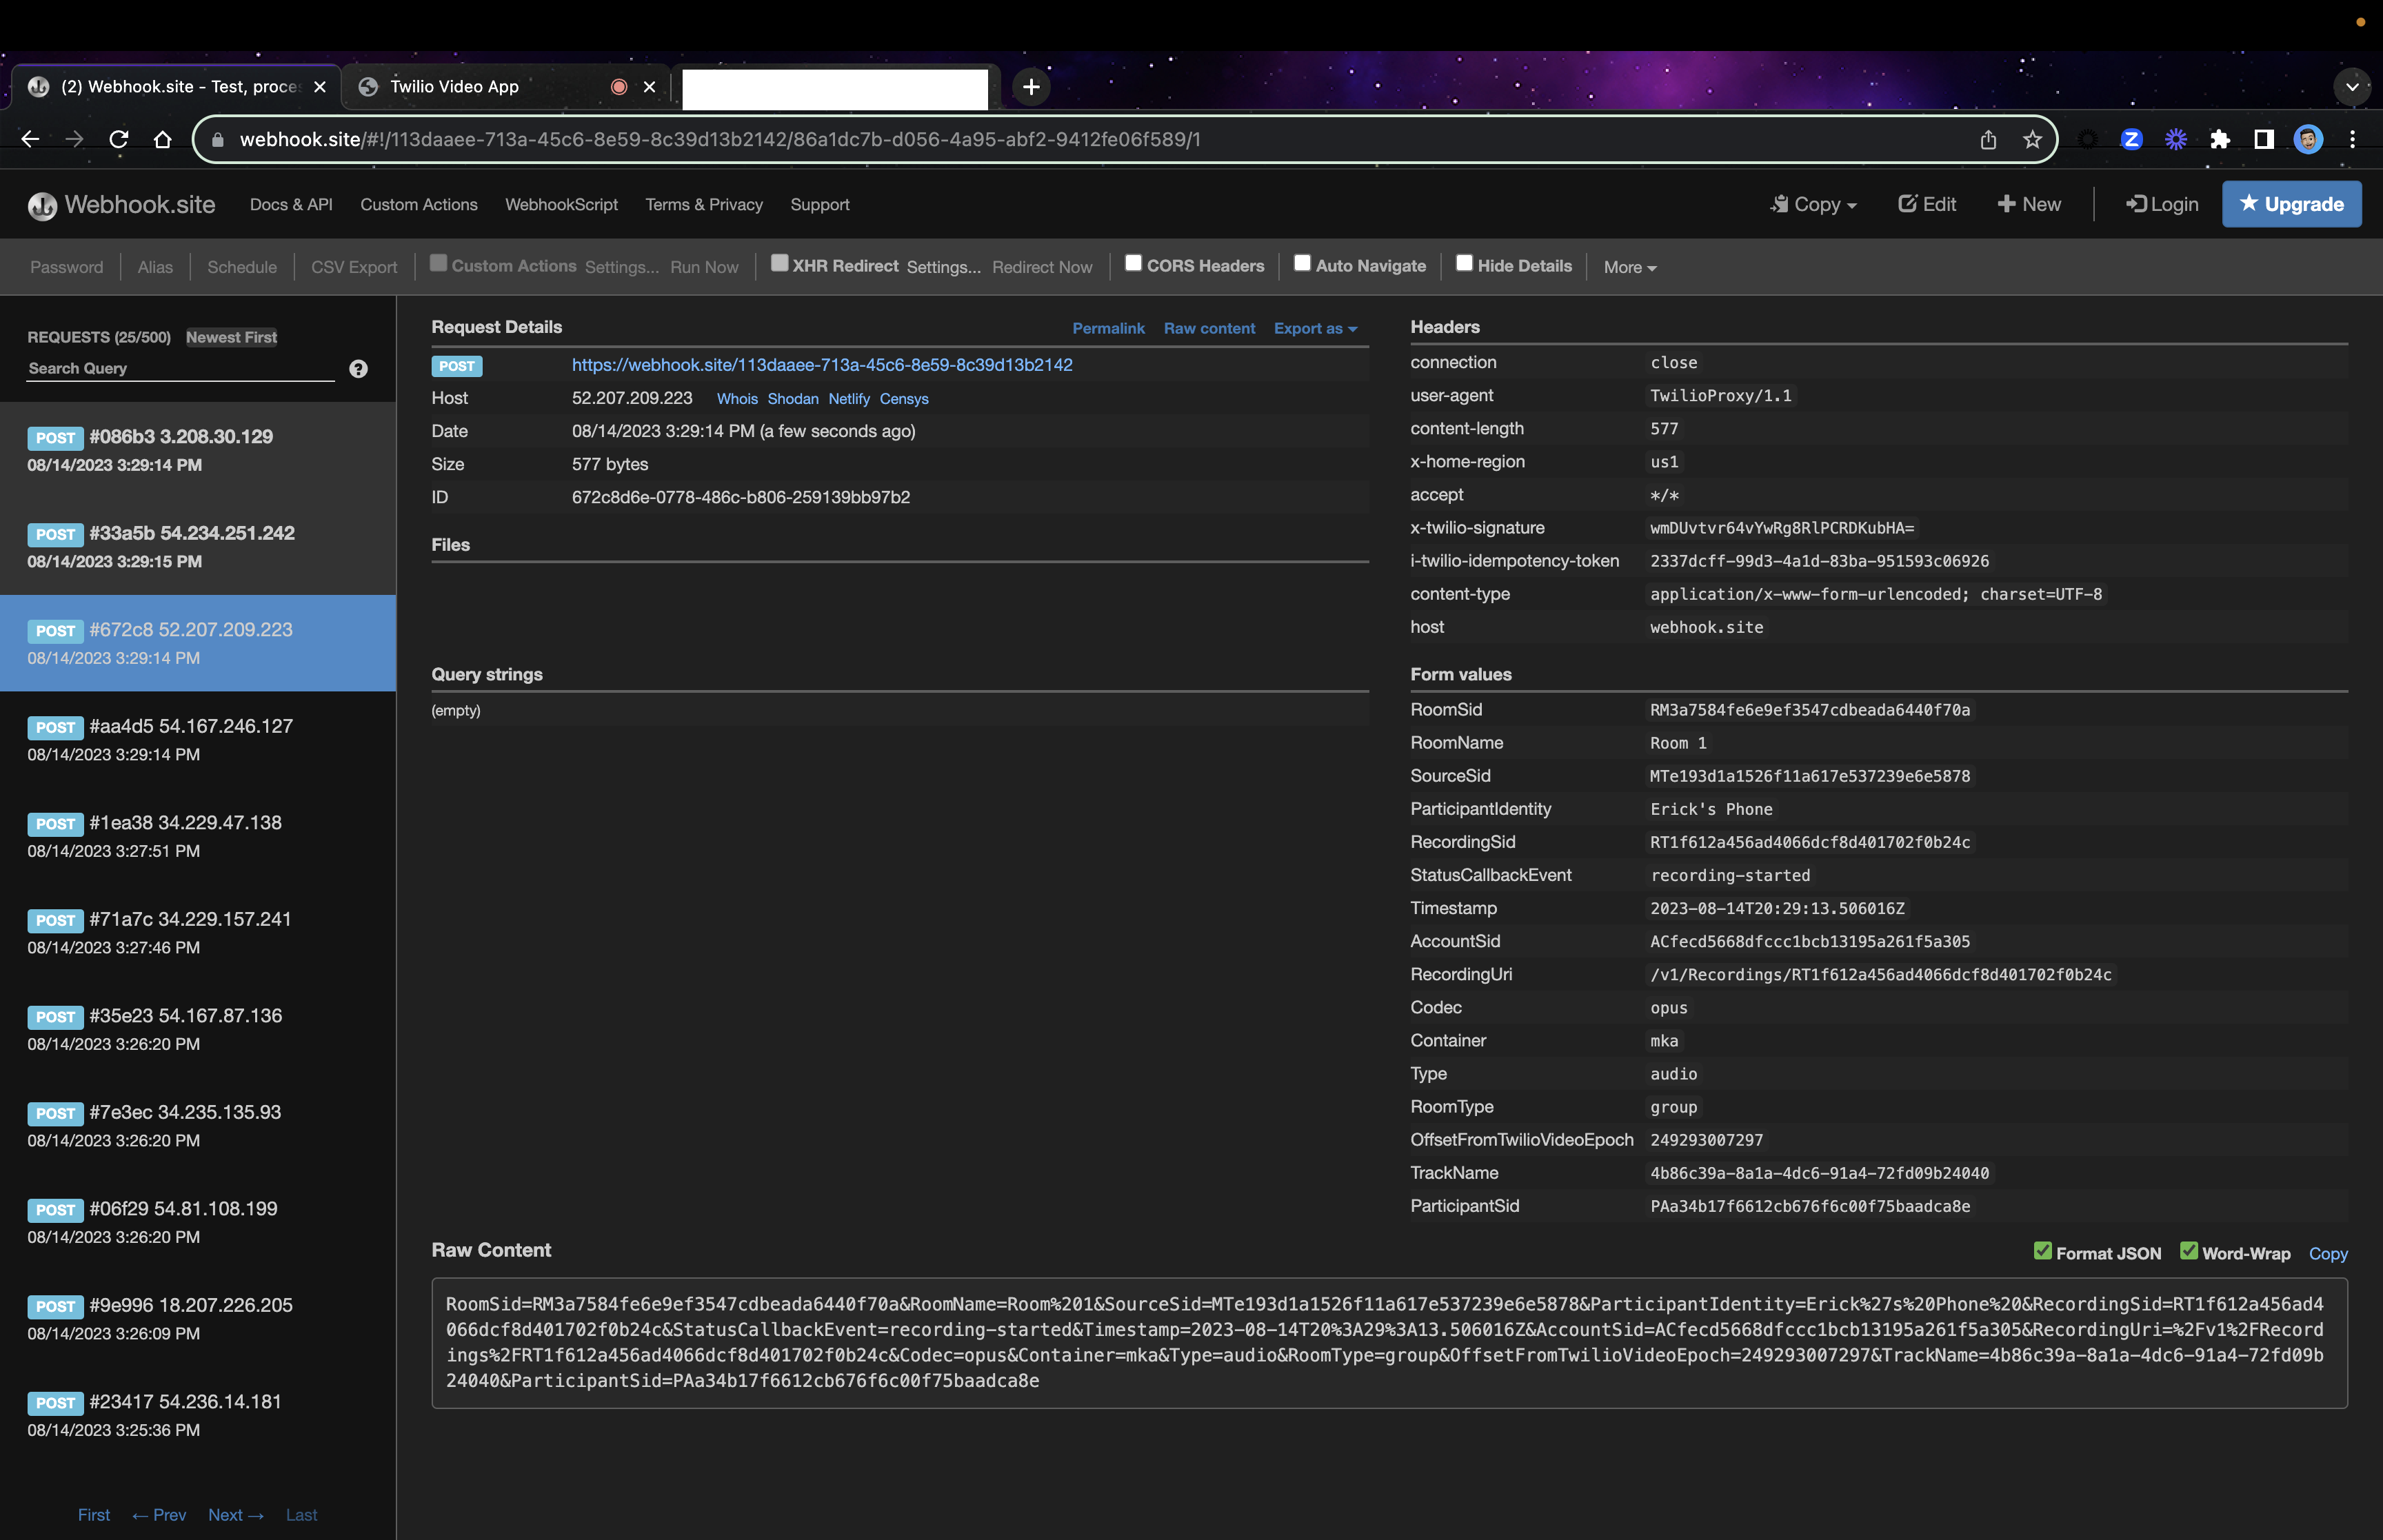 (2) Webhook.site - Test, proces
Twilio Video App
webhook.site/#!/113daaee-713a-45c6-8e59-8c39d13b2142/86a1dc7b-d056-4a95-abf2-9412fe06f589/1
Webhook.site
Docs & API
Custom Actions
WebhookScript
Terms & Privacy
Support
Copy
Edit
New
Login
Upgrade
Password
Alias
Schedule
CSV Export
Custom Actions Settings... Run Now
XHR Redirect Settings... Redirect Now
CORS Headers
Auto Navigate
Hide Details
More
REQUESTS (25/500) Newest First
Search Query
?
POST #086b3 3.208.30.129
08/14/2023 3:29:14 PM
POST #33a5b 54.234.251.242
08/14/2023 3:29:15 PM
POST #672c8 52.207.209.223
08/14/2023 3:29:14 PM
POST #aa4d5 54.167.246.127
08/14/2023 3:29:14 PM
POST #1ea38 34.229.47.138
08/14/2023 3:27:51 PM
POST #71a7c 34.229.157.241
08/14/2023 3:27:46 PM
POST #35e23 54.167.87.136
08/14/2023 3:26:20 PM
POST #7e3ec 34.235.135.93
08/14/2023 3:26:20 PM
POST #06f29 54.81.108.199
08/14/2023 3:26:20 PM
POST #9e996 18.207.226.205
08/14/2023 3:26:09 PM
POST #23417 54.236.14.181
08/14/2023 3:25:36 PM
First ← Prev Next → Last
Request Details Permalink Raw content Export as
POST https://webhook.site/113daaee-713a-45c6-8e59-8c39d13b2142
Host 52.207.209.223 Whois Shodan Netlify Censys
Date 08/14/2023 3:29:14 PM (a few seconds ago)
Size 577 bytes
ID 672c8d6e-0778-486c-b806-259139bb97b2
Files
Query strings
(empty)
Headers
connection close
user-agent TwilioProxy/1.1
content-length 577
x-home-region us1
accept */*
x-twilio-signature wmDUvtvr64vYwRg8RlPCRDKubHA=
i-twilio-idempotency-token 2337dcff-99d3-4a1d-83ba-951593c06926
content-type application/x-www-form-urlencoded; charset=UTF-8
host webhook.site
Form values
RoomSid RM3a7584fe6e9ef3547cdbeada6440f70a
RoomName Room 1
SourceSid MTe193d1a1526f11a617e537239e6e5878
ParticipantIdentity Erick's Phone
RecordingSid RT1f612a456ad4066dcf8d401702f0b24c
StatusCallbackEvent recording-started
Timestamp 2023-08-14T20:29:13.506016Z
AccountSid ACfecd5668dfccc1bcb13195a261f5a305
RecordingUri /v1/Recordings/RT1f612a456ad4066dcf8d401702f0b24c
Codec opus
Container mka
Type audio
RoomType group
OffsetFromTwilioVideoEpoch 249293007297
TrackName 4b86c39a-8a1a-4dc6-91a4-72fd09b24040
ParticipantSid PAa34b17f6612cb676f6c00f75baadca8e
Raw Content Format JSON Word-Wrap Copy
RoomSid=RM3a7584fe6e9ef3547cdbeada6440f70a&RoomName=Room%201&SourceSid=MTe193d1a1526f11a617e537239e6e5878&ParticipantIdentity=Erick%27s%20Phone%20&RecordingSid=RT1f612a456ad4
066dcf8d401702f0b24c&StatusCallbackEvent=recording-started&Timestamp=2023-08-14T20%3A29%3A13.506016Z&AccountSid=ACfecd5668dfccc1bcb13195a261f5a305&RecordingUri=%2Fv1%2FRecord
ings%2FRT1f612a456ad4066dcf8d401702f0b24c&Codec=opus&Container=mka&Type=audio&RoomType=group&OffsetFromTwilioVideoEpoch=249293007297&TrackName=4b86c39a-8a1a-4dc6-91a4-72fd09b
24040&ParticipantSid=PAa34b17f6612cb676f6c00f75baadca8e